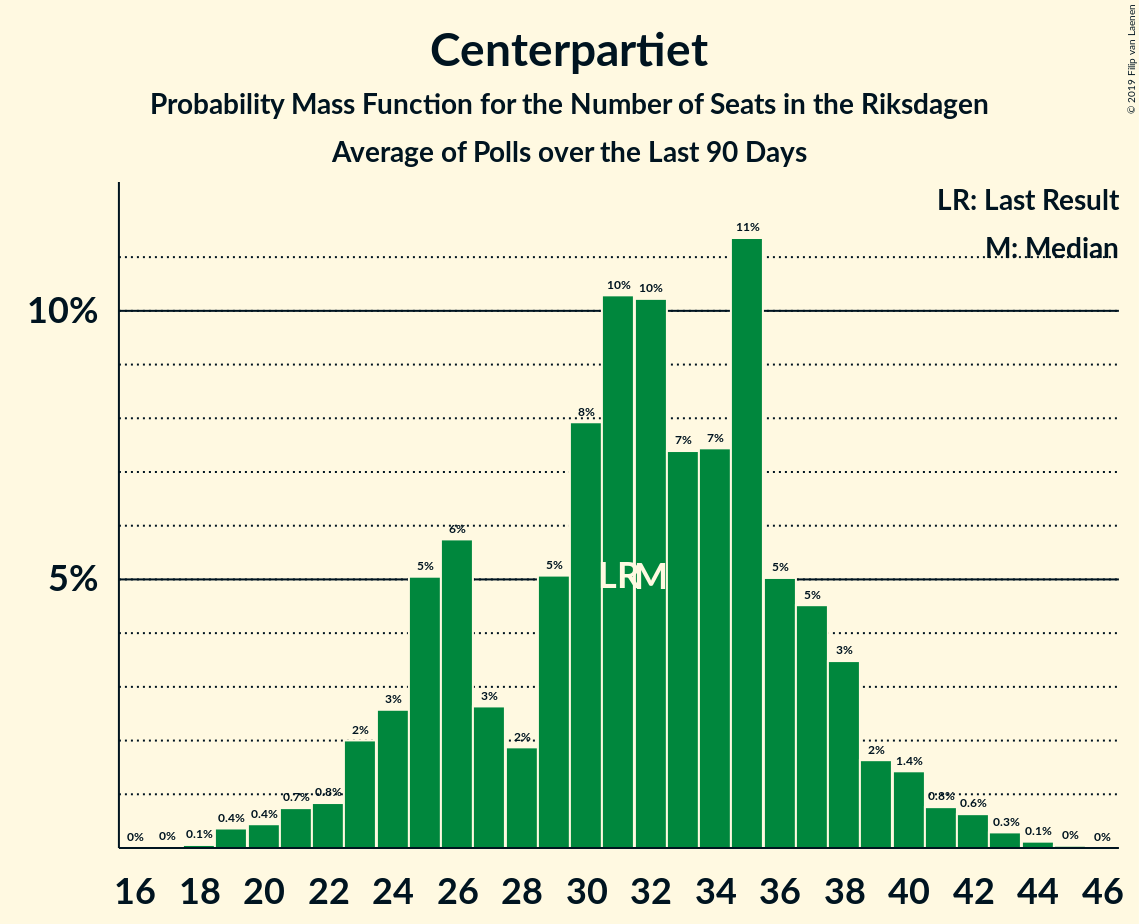 Centerpartiet
Probability Mass Function for the Number of Seats in the Riksdagen
Average of Polls over the Last 90 Days
© 2019 Filip van Laenen
LR: Last Result
M: Median
10%
5%
0% 0% 0.1% 0.4% 0.4% 0.7% 0.8% 2% 3% 5% 6% 3% 2% 5% 8% 10% 10% 7% 7% 11% 5% 5% 3% 2% 1.4% 0.8% 0.6% 0.3% 0.1% 0% 0%
LR M
16 18 20 22 24 26 28 30 32 34 36 38 40 42 44 46